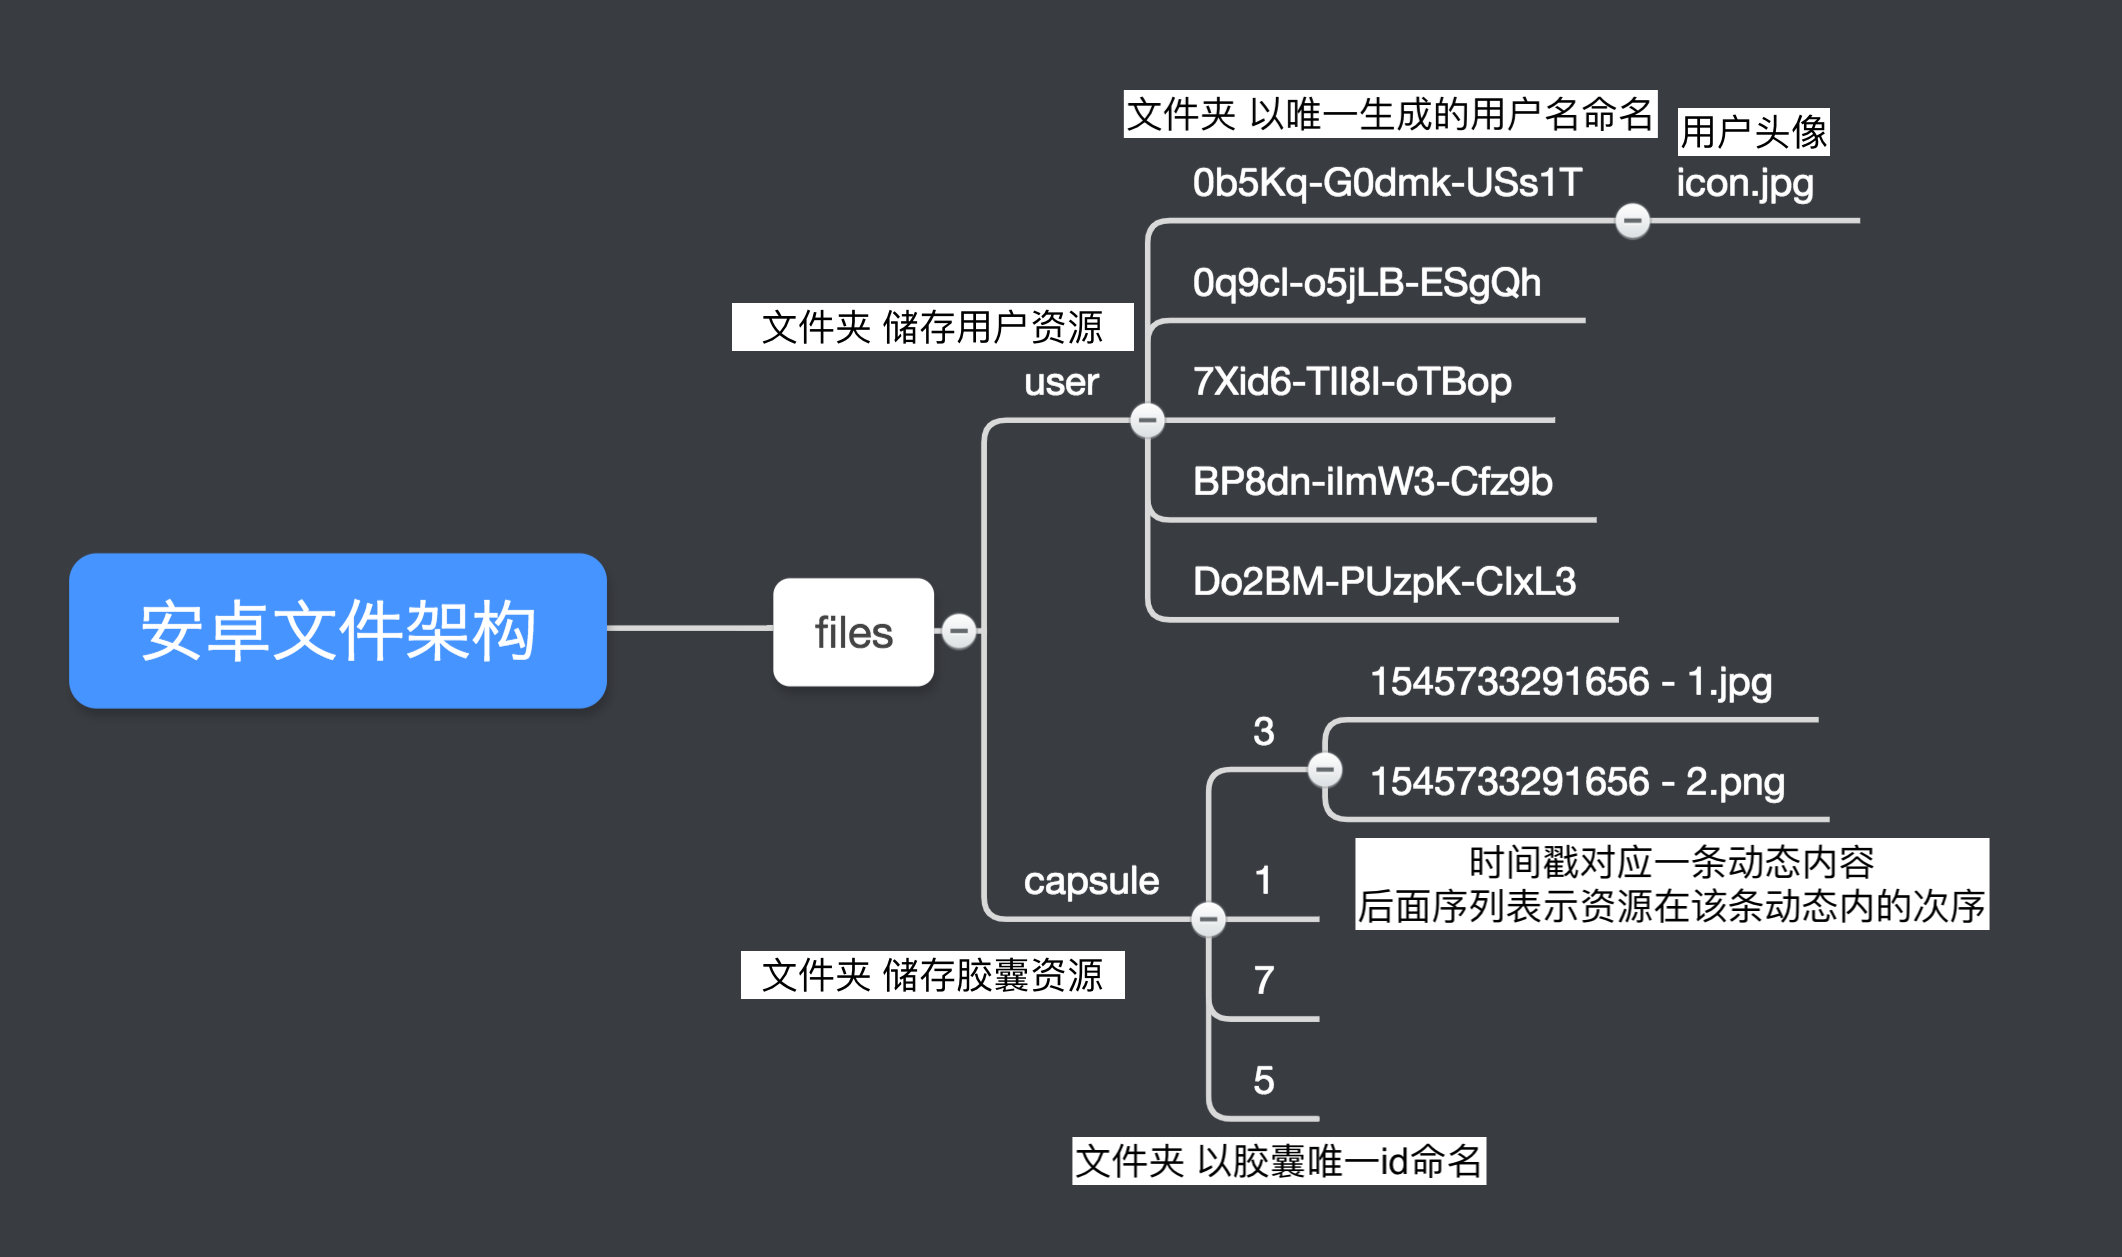 文件夹 以唯一生成的用户名命名
用户头像
0b5Kq-G0dmk-USs1T
icon.jpg
0q9cl-o5jLB-ESgQh
文件夹 储存用户资源
user
7Xid6-TlI8I-oTBop
BP8dn-ilmW3-Cfz9b
Do2BM-PUzpK-ClxL3
安卓文件架构
files
1545733291656 - 1.jpg
3
1545733291656 - 2.png
capsule
1
时间戳对应一条动态内容
后面序列表示资源在该条动态内的次序
文件夹 储存胶囊资源
7
5
文件夹 以胶囊唯一id命名